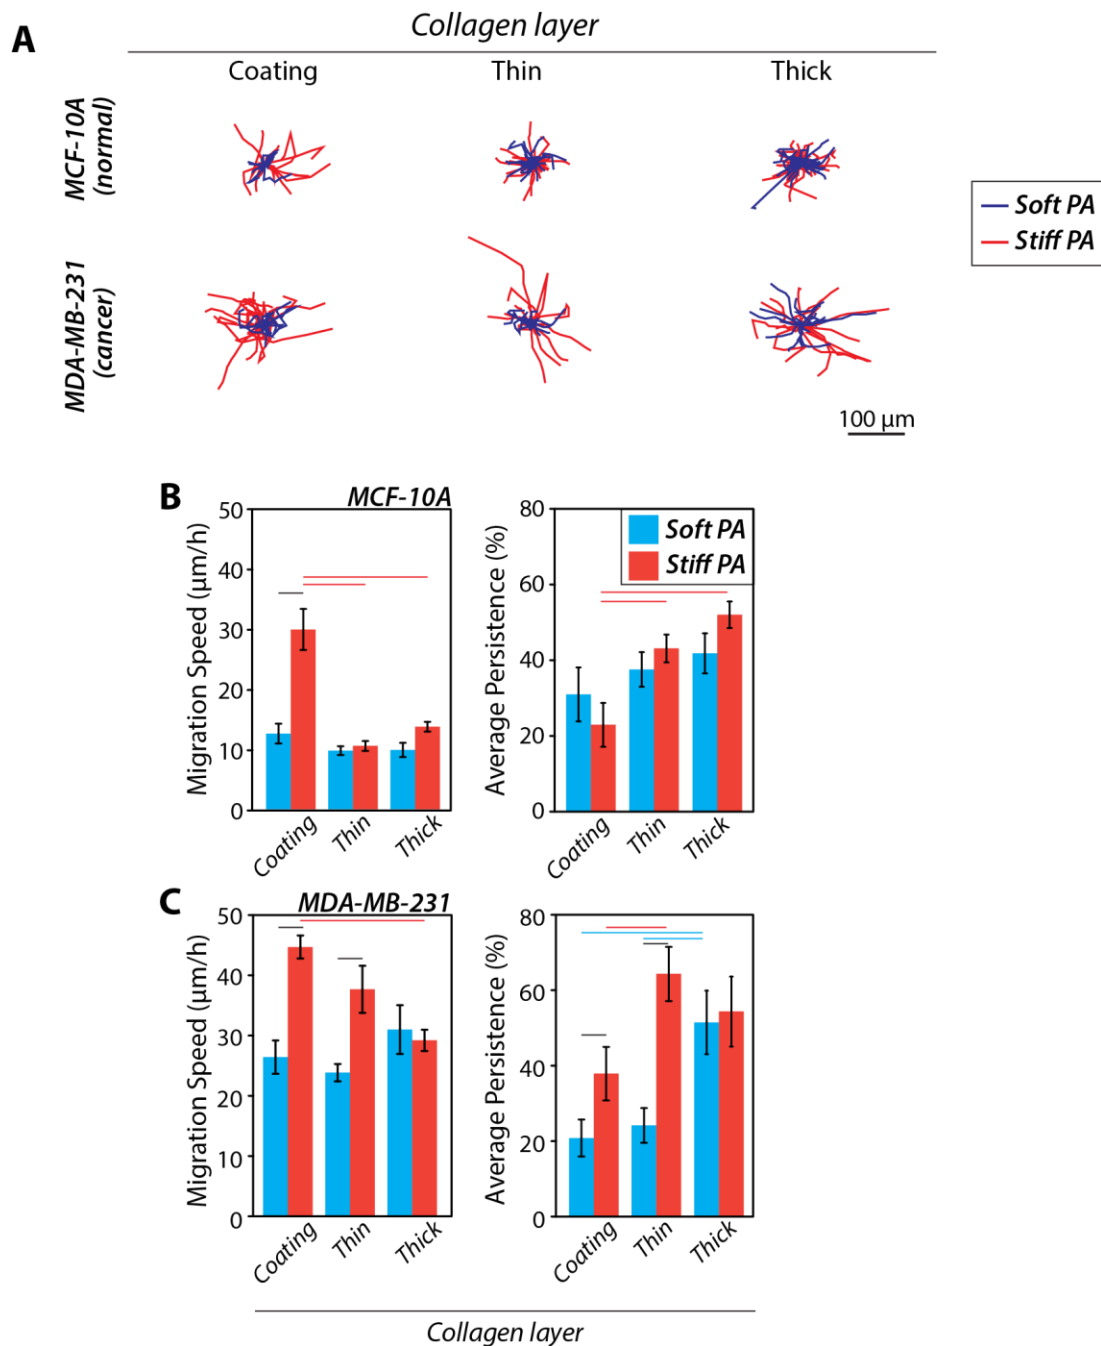 A
Collagen layer
Coating
Thin
Thick
MCF-10A
(normal)
MDA-MB-231
(cancer)
Soft PA
Stiff PA
100 μm
B
MCF-10A
Migration Speed (μm/h)
50
40
30
20
10
0
Coating
Thin
Thick
Average Persistence (%)
80
60
40
20
0
Soft PA
Stiff PA
Coating
Thin
Thick
C
MDA-MB-231
Migration Speed (μm/h)
50
40
30
20
10
0
Coating
Thin
Thick
Average Persistence (%)
80
60
40
20
0
Coating
Thin
Thick
Collagen layer